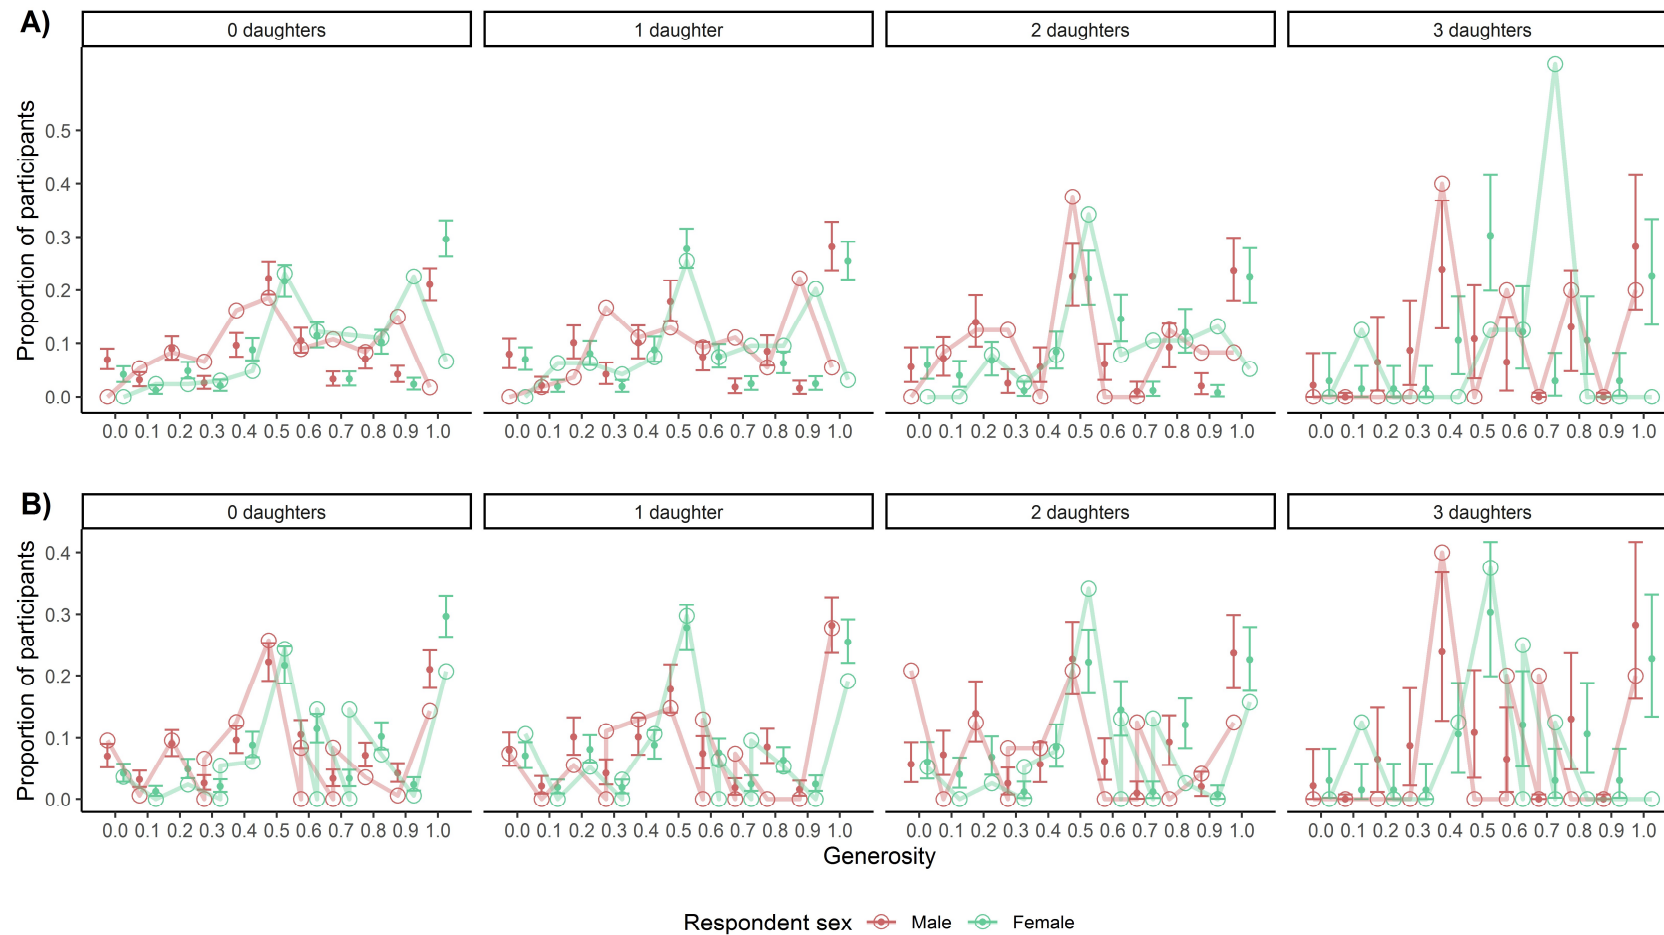 A)
0 daughters
1 daughter
2 daughters
3 daughters
Proportion of participants
0.5
0.4
0.3
0.2
0.1
0.0
0.0 0.1 0.2 0.3 0.4 0.5 0.6 0.7 0.8 0.9 1.0
0.0 0.1 0.2 0.3 0.4 0.5 0.6 0.7 0.8 0.9 1.0
0.0 0.1 0.2 0.3 0.4 0.5 0.6 0.7 0.8 0.9 1.0
0.0 0.1 0.2 0.3 0.4 0.5 0.6 0.7 0.8 0.9 1.0
B)
0 daughters
1 daughter
2 daughters
3 daughters
Proportion of participants
0.4
0.3
0.2
0.1
0.0
0.0 0.1 0.2 0.3 0.4 0.5 0.6 0.7 0.8 0.9 1.0
0.0 0.1 0.2 0.3 0.4 0.5 0.6 0.7 0.8 0.9 1.0
0.0 0.1 0.2 0.3 0.4 0.5 0.6 0.7 0.8 0.9 1.0
0.0 0.1 0.2 0.3 0.4 0.5 0.6 0.7 0.8 0.9 1.0
Generosity
Respondent sex Male Female